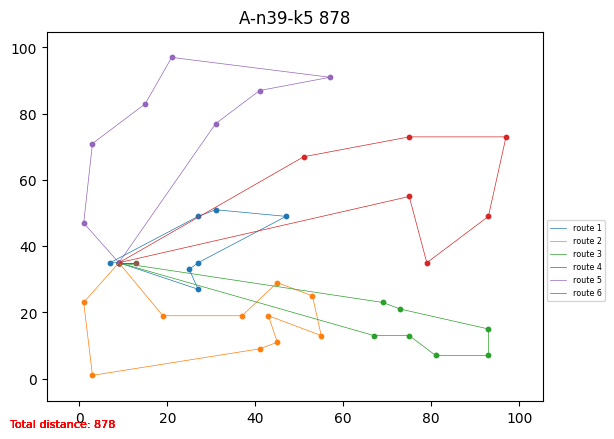 A-n39-k5 878
100
80
60
40
20
0
0 20 40 60 80 100
route 1
route 2
route 3
route 4
route 5
route 6
Total distance: 878